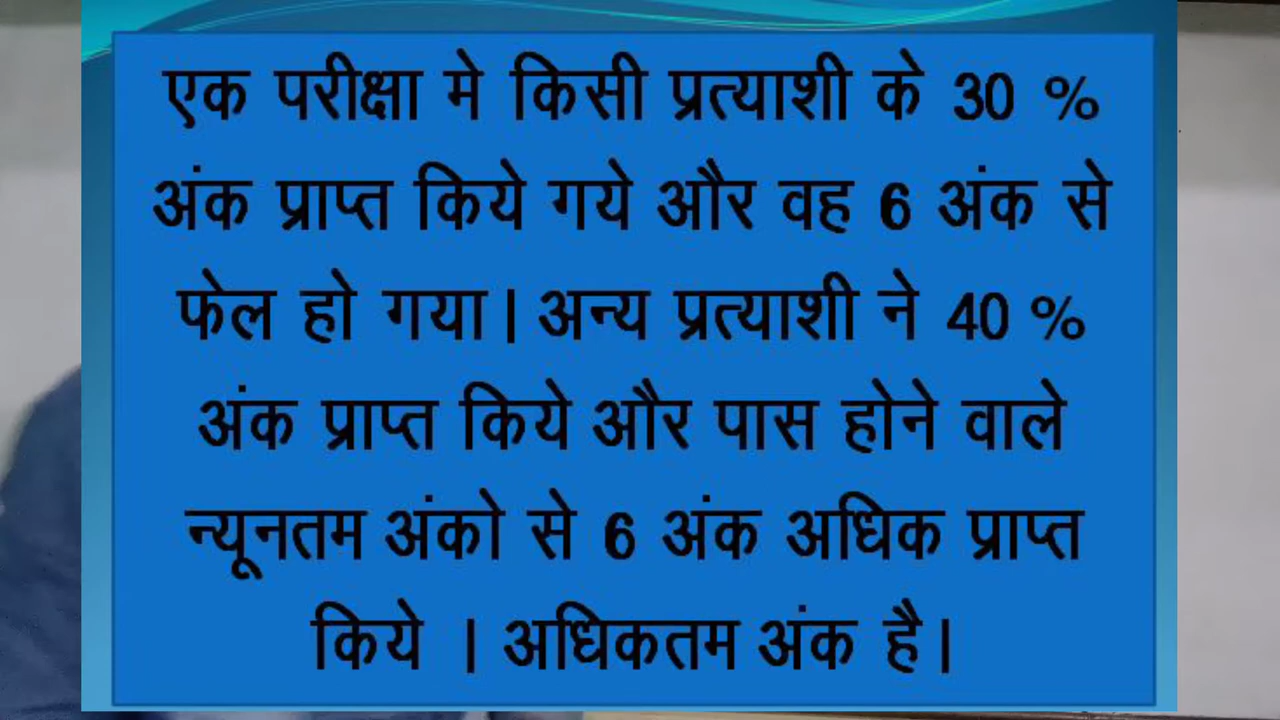 एक परीक्षा मे किसी प्रत्याशी के 30 %
अंक प्राप्त किये गये और वह 6 अंक से
फेल हो गया। अन्य प्रत्याशी ने 40 %
अंक प्राप्त किये और पास होने वाले
न्यूनतम अंको से 6 अंक अधिक प्राप्त
किये । अधिकतम अंक है।